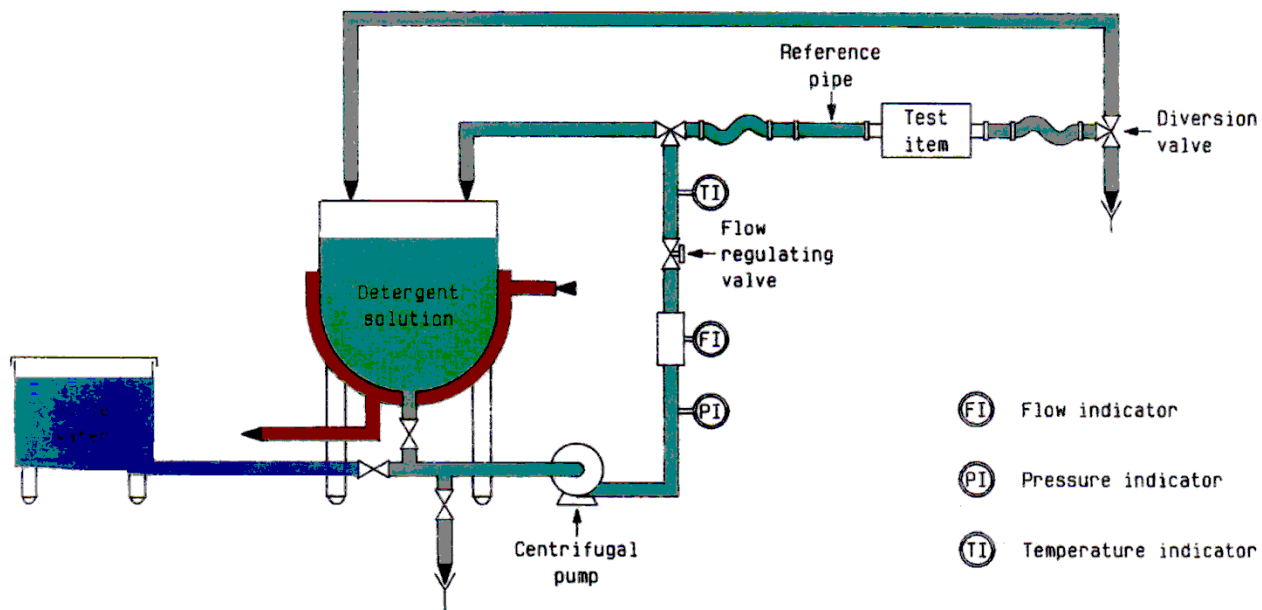 Reference
pipe
Test
item
Diversion
valve
TI
Flow
regulating
valve
Detergent
solution
FI
water
PI
Centrifugal
pump
FI Flow indicator
PI Pressure indicator
TI Temperature indicator